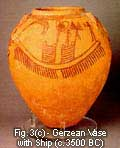 Fig. 3(c)- Gerzean Vase
with Ship (c.3500 BC)